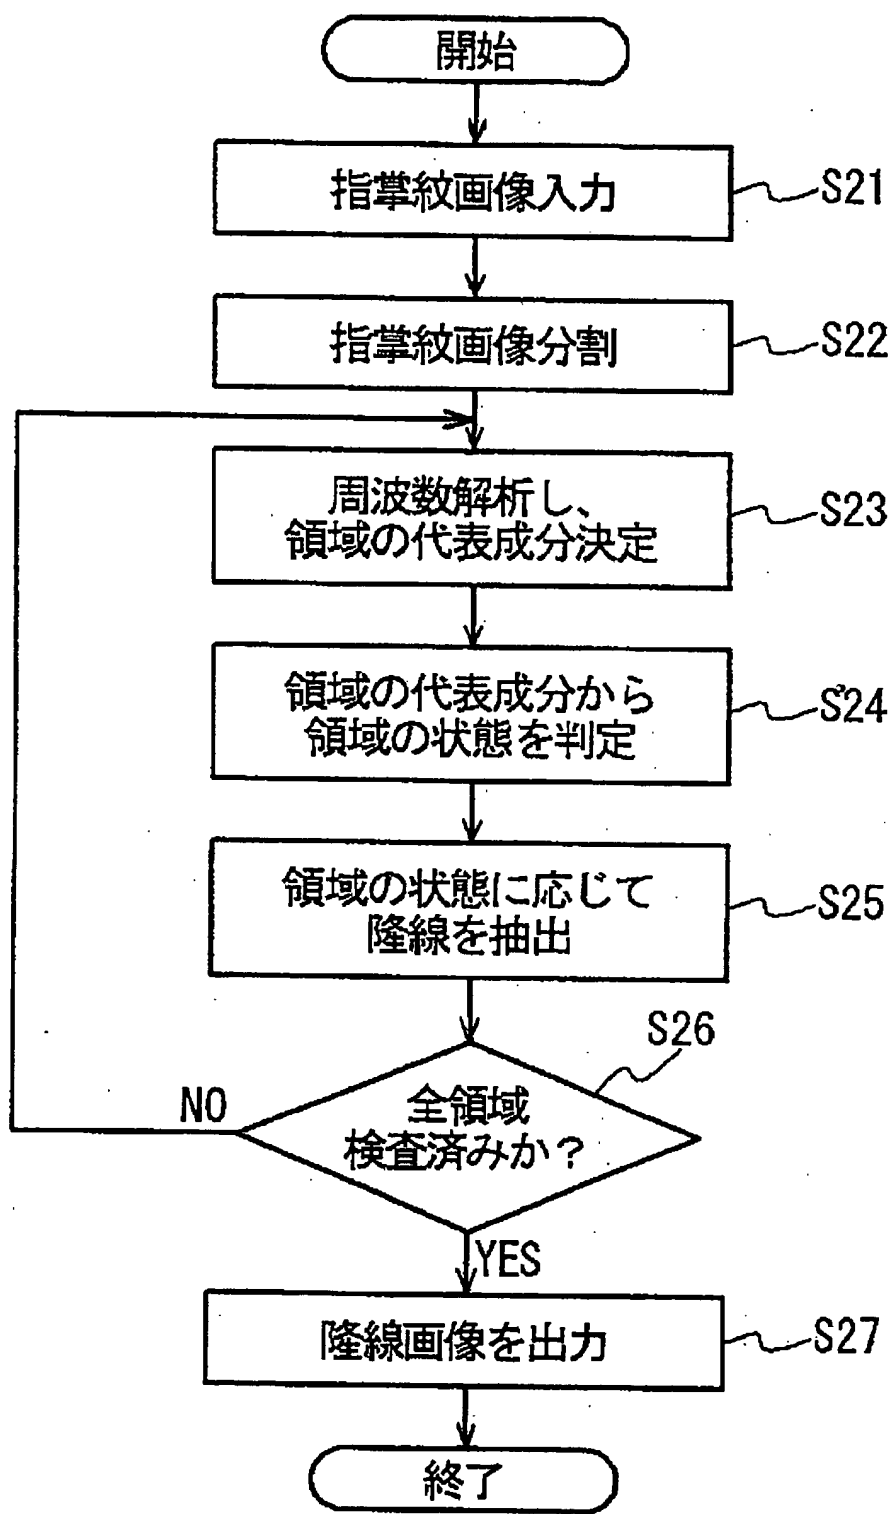 開始
指掌紋画像入力
S21
指掌紋画像分割
S22
周波数解析し、
領域の代表成分決定
S23
領域の代表成分から
領域の状態を判定
S24
領域の状態に応じて
隆線を抽出
S25
S26
全領域
検査済みか?
NO
YES
隆線画像を出力
S27
終了